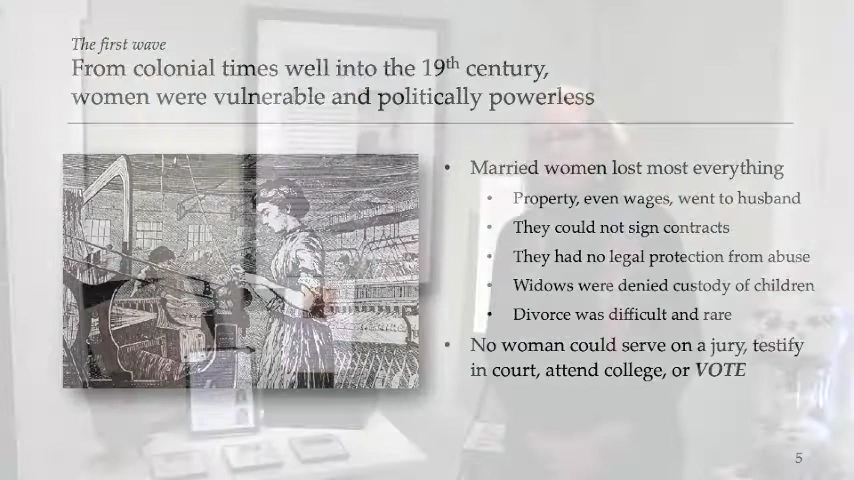 The first wave
From colonial times well into the 19th century,
women were vulnerable and politically powerless
• Married women lost most everything
• Property, even wages, went to husband
• They could not sign contracts
• They had no legal protection from abuse
• Widows were denied custody of children
• Divorce was difficult and rare
• No woman could serve on a jury, testify
in court, attend college, or VOTE
5